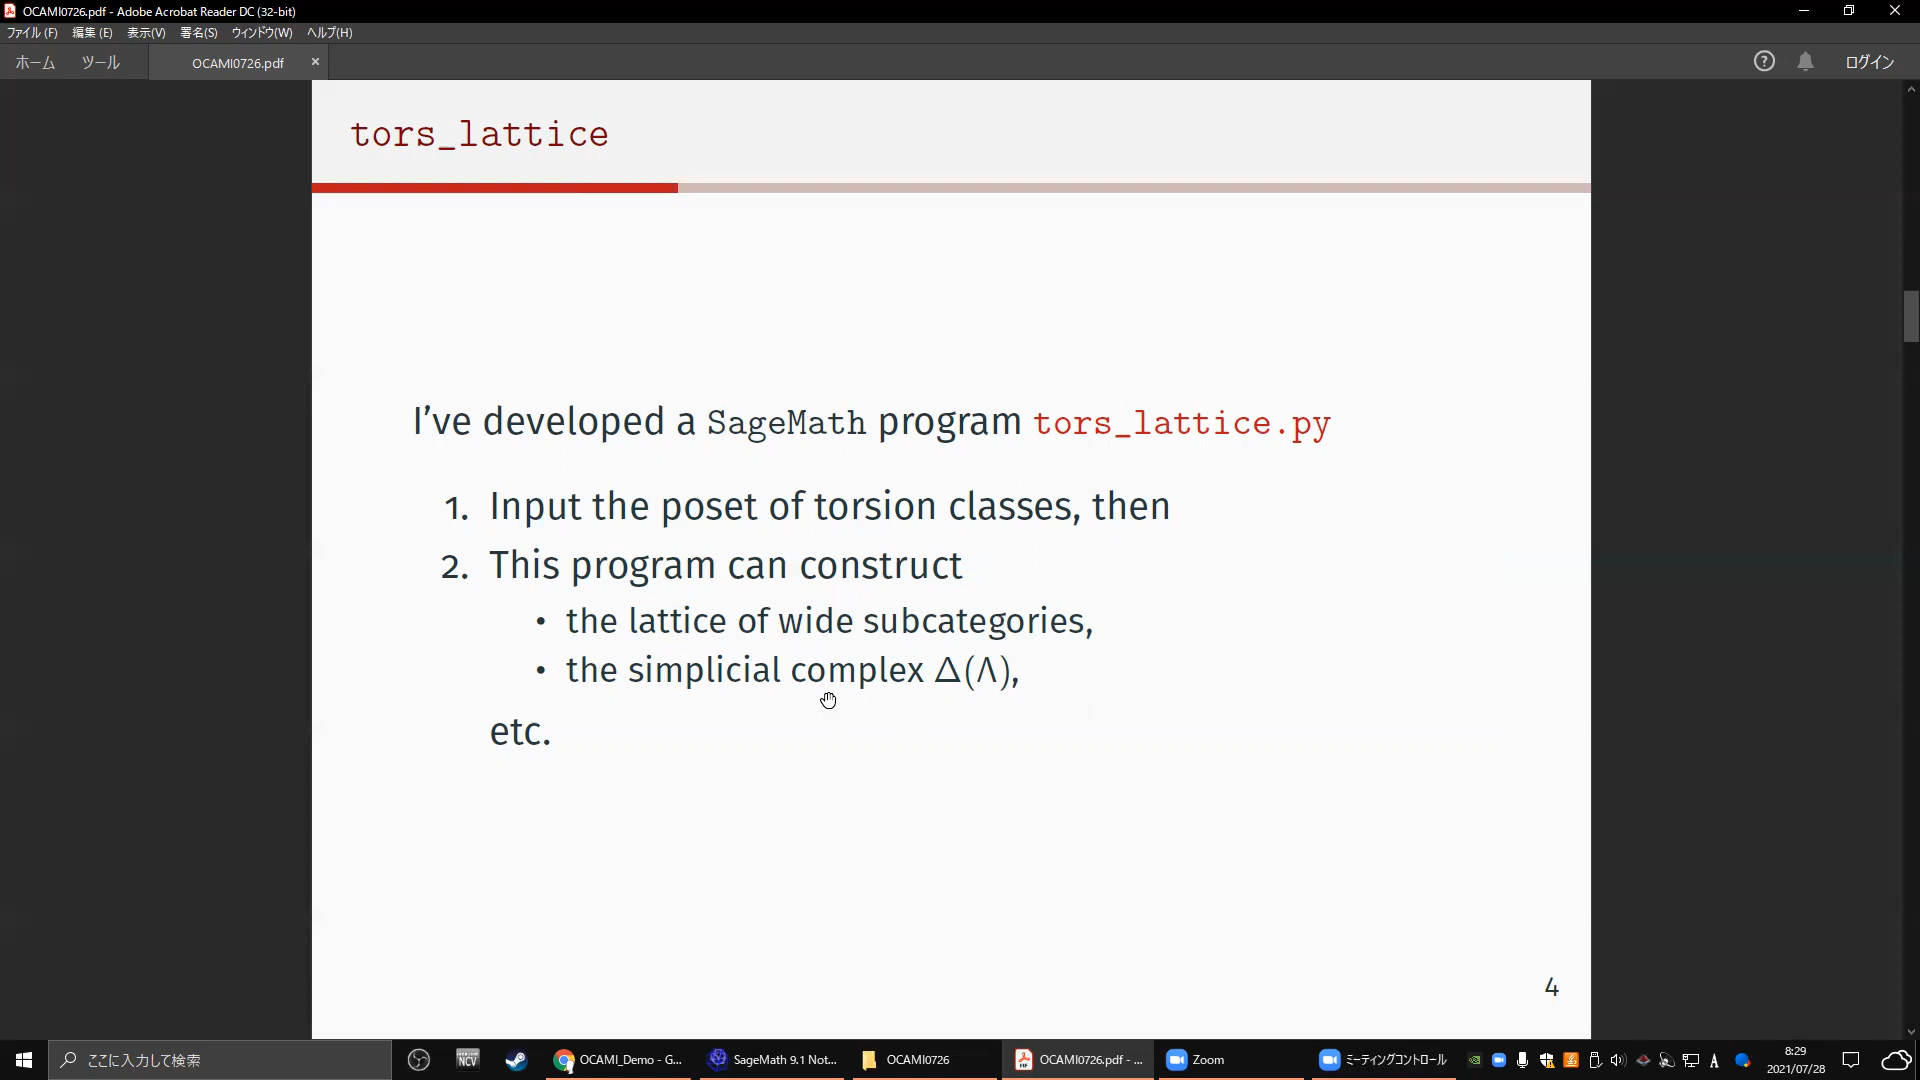 OCAMI0726.pdf - Adobe Acrobat Reader DC (32-bit)
ファイル(F) 編集(E) 表示(V) 署名(S) ウィンドウ(W) ヘルプ(H)
ホーム ツール OCAMI0726.pdf × ログイン
tors_lattice
I've developed a SageMath program tors_lattice.py
1. Input the poset of torsion classes, then
2. This program can construct
• the lattice of wide subcategories,
• the simplicial complex Δ(Λ),
etc.
4
ここに入力して検索 NCV OCAMI_Demo - G... SageMath 9.1 Not... OCAMI0726 OCAMI0726.pdf - ... Zoom ミーティングコントロール A 8:29
2021/07/28